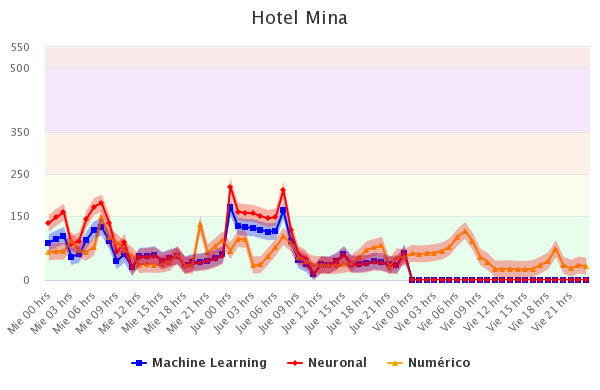 Hotel Mina
550
500
350
250
150
0
Mie 00 hrs
Mie 03 hrs
Mie 06 hrs
Mie 09 hrs
Mie 12 hrs
Mie 15 hrs
Mie 18 hrs
Mie 21 hrs
Jue 00 hrs
Jue 03 hrs
Jue 06 hrs
Jue 09 hrs
Jue 12 hrs
Jue 15 hrs
Jue 18 hrs
Jue 21 hrs
Vie 00 hrs
Vie 03 hrs
Vie 06 hrs
Vie 09 hrs
Vie 12 hrs
Vie 15 hrs
Vie 18 hrs
Vie 21 hrs
Machine Learning Neuronal Numérico